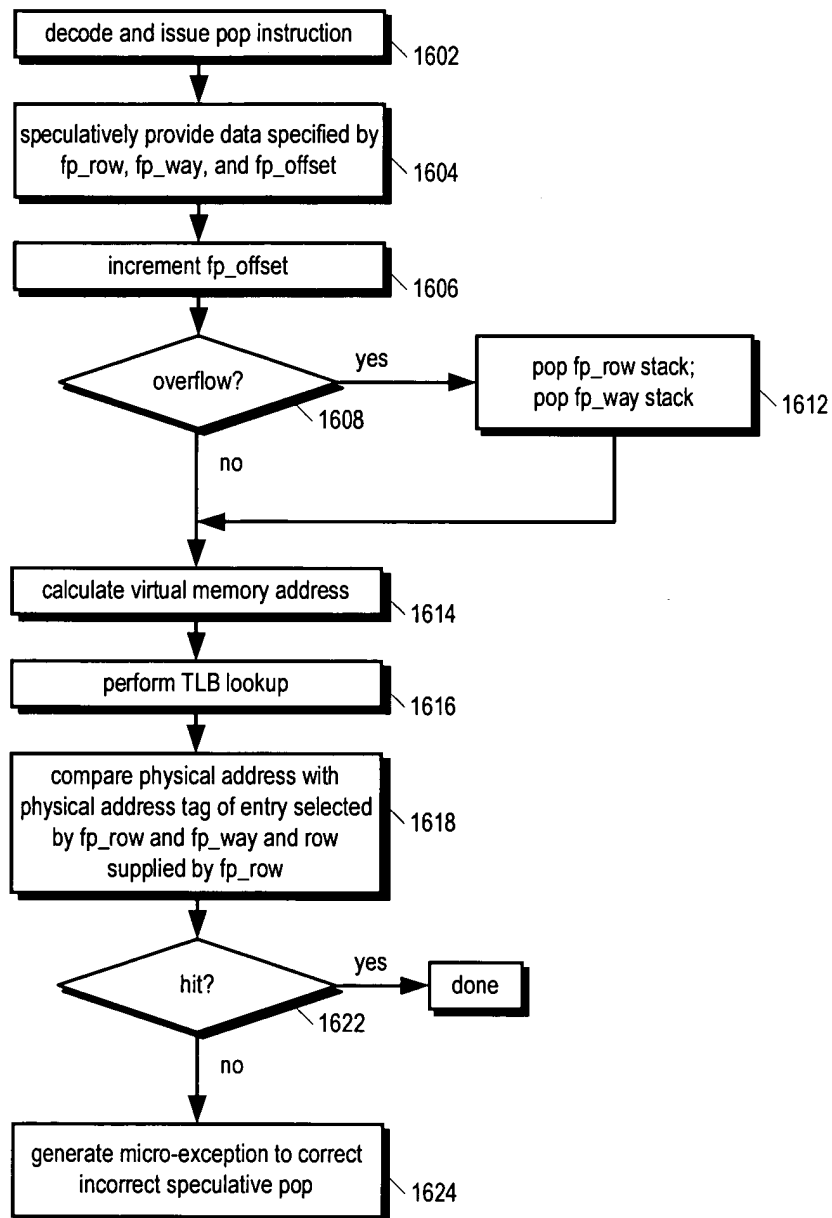 decode and issue pop instruction
1602
speculatively provide data specified by
fp_row, fp_way, and fp_offset
1604
increment fp_offset
1606
overflow?
1608
yes
pop fp_row stack;
pop fp_way stack
1612
no
calculate virtual memory address
1614
perform TLB lookup
1616
compare physical address with
physical address tag of entry selected
by fp_row and fp_way and row
supplied by fp_row
1618
hit?
1622
yes
done
no
generate micro-exception to correct
incorrect speculative pop
1624